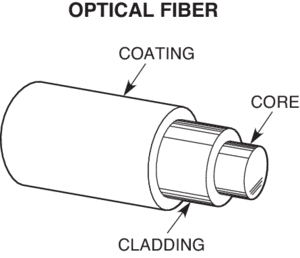 OPTICAL FIBER
COATING
CORE
CLADDING